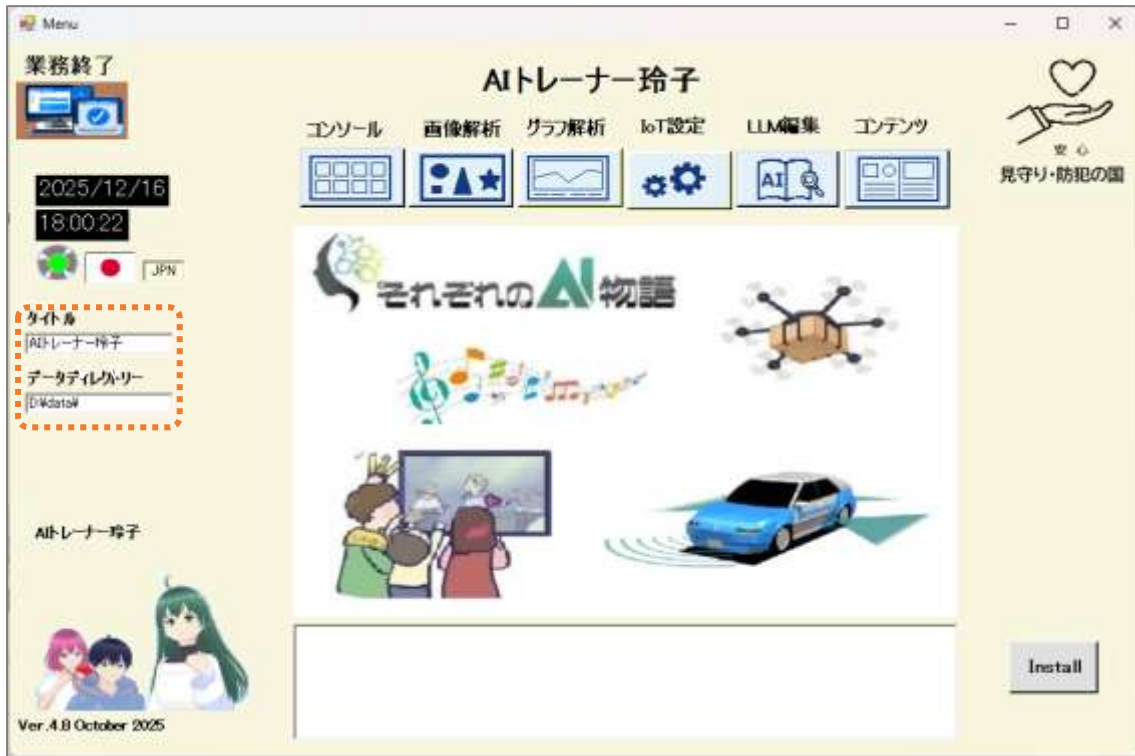 Menu
業務終了
2025/12/16
18:00:22
JPN
タイトル
AIトレーナー玲子
データディレクトリー
D:¥data¥
AIトレーナー玲子
Ver.4.8 October 2025
AIトレーナー玲子
コンソール
画像解析
グラフ解析
IoT設定
LLM編集
コンテンツ
AI
それぞれのAI物語
安心
見守り・防犯の国
Install